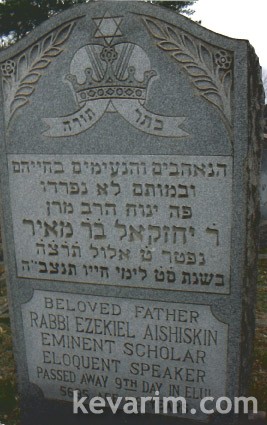 כתר תורה
הנאהבים והנעימים בחייהם
ובמותם לא נפרדו
פה ינוח הרב מרן
ר יחזקאל בר מאיר
נפטר ט אלול תרצה
בשנת סט לימי חייו תנצב"ה
BELOVED FATHER
RABBI EZEKIEL AISHISKIN
EMINENT SCHOLAR
ELOQUENT SPEAKER
PASSED AWAY 9TH DAY IN ELUL
kevarim.com